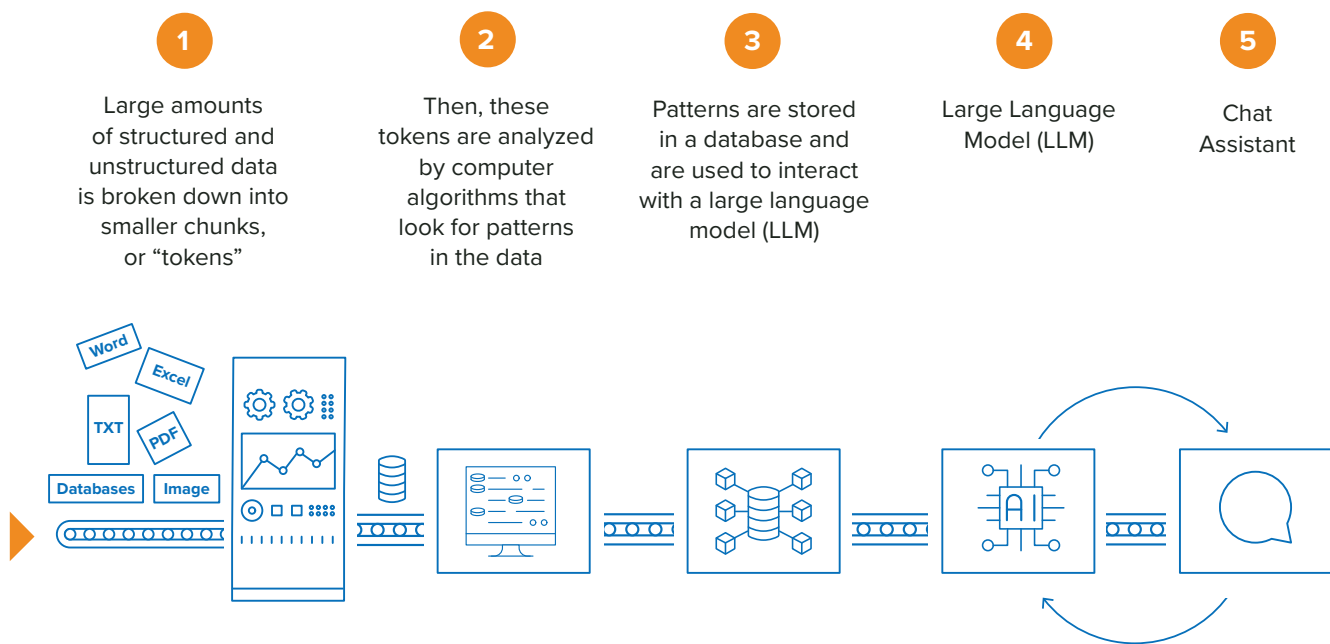 1
Large amounts
of structured and
unstructured data
is broken down into
smaller chunks,
or “tokens”
2
Then, these
tokens are analyzed
by computer
algorithms that
look for patterns
in the data
3
Patterns are stored
in a database and
are used to interact
with a large language
model (LLM)
4
Large Language
Model (LLM)
5
Chat
Assistant
Word
Excel
TXT
PDF
Databases
Image
AI